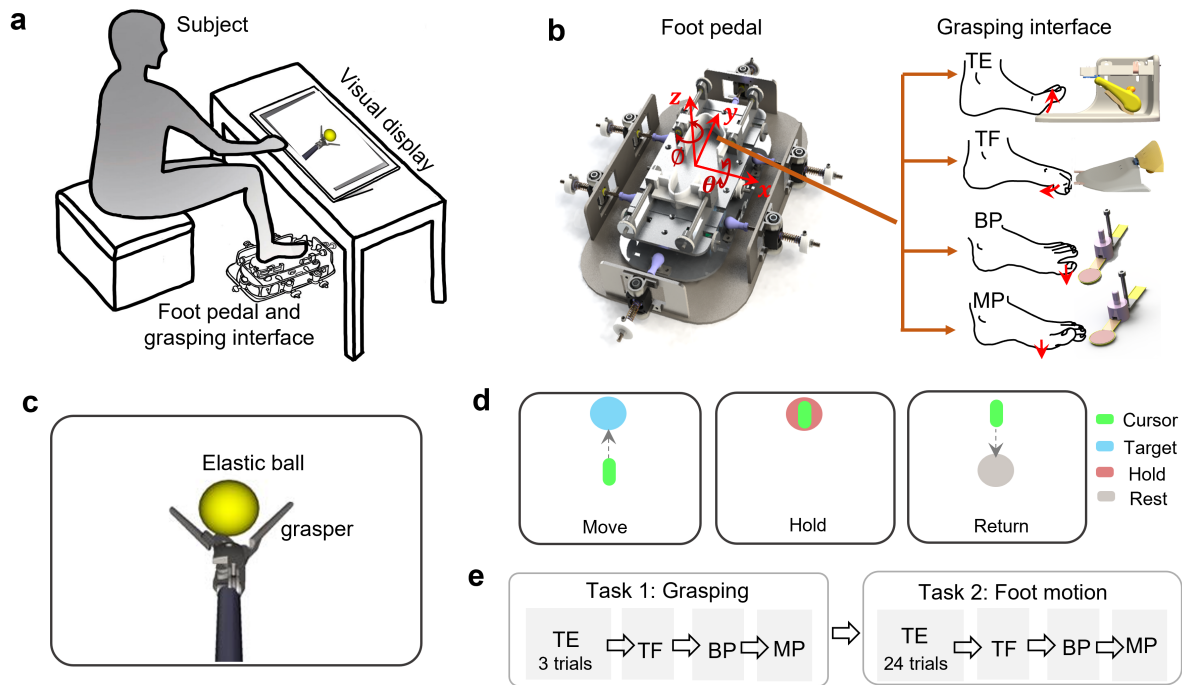 a
Subject
Visual display
Foot pedal and
grasping interface
b
Foot pedal
Grasping interface
z
y
ø
θ
x
TE
TF
BP
MP
c
Elastic ball
grasper
d
Move
Hold
Return
Cursor
Target
Hold
Rest
e
Task 1: Grasping
TE
3 trials
TF
BP
MP
Task 2: Foot motion
TE
24 trials
TF
BP
MP